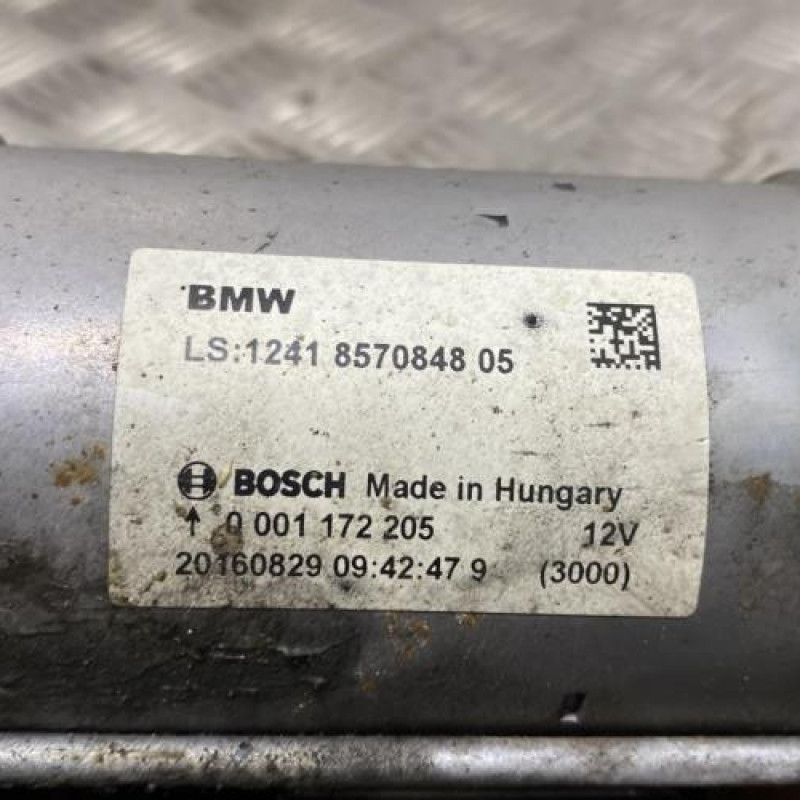 BMW
LS:1241 8570848 05
BOSCH Made in Hungary
↑ 0 001 172 205 12V
20160829 09:42:47 9 (3000)